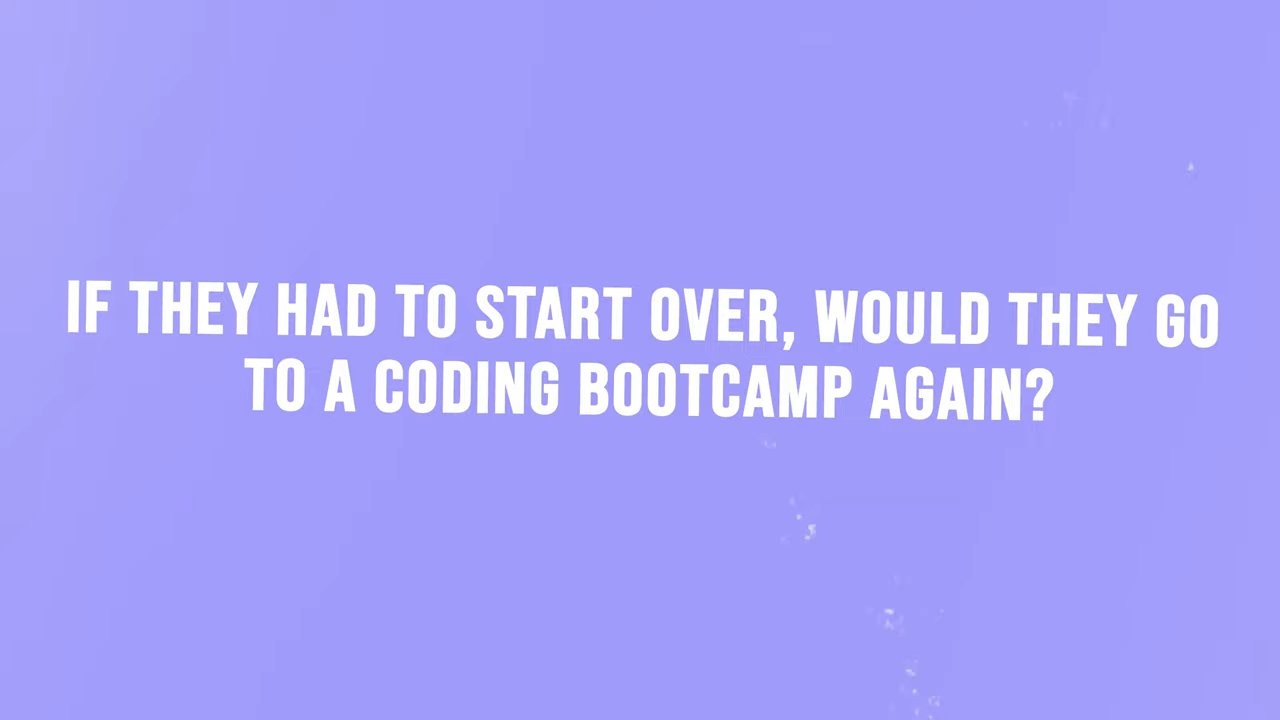 IF THEY HAD TO START OVER, WOULD THEY GO
TO A CODING BOOTCAMP AGAIN?